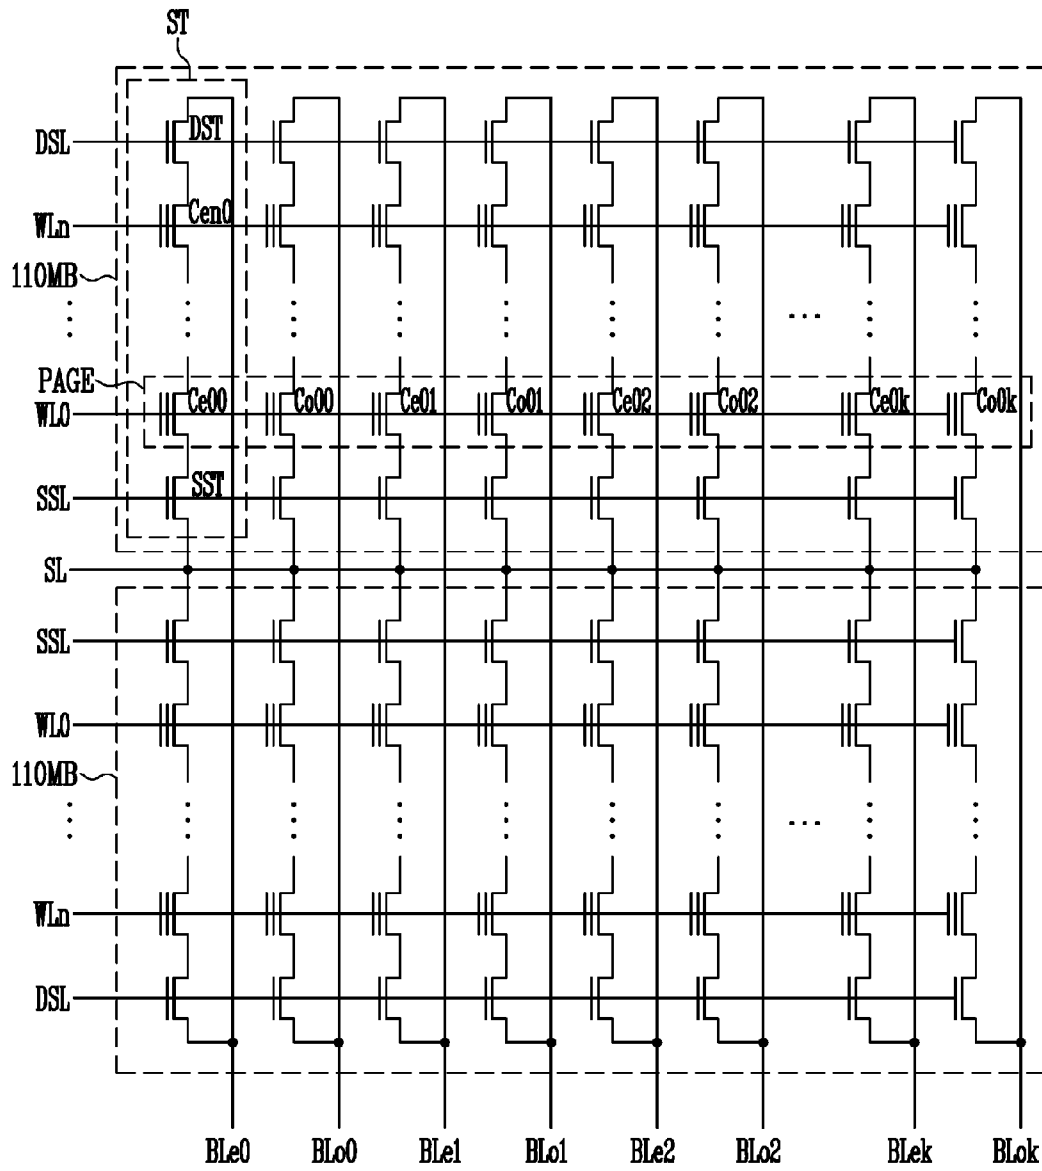 ST
DSL
DST
WLn
Cen0
110MB
PAGE
Ce00 Co00 Ce01 Co01 Ce02 Co02 Ce0k Co0k
WL0
SSL
SST
SL
SSL
WL0
110MB
WLn
DSL
BLe0 BLo0 BLe1 BLo1 BLe2 BLo2 BLek BLok